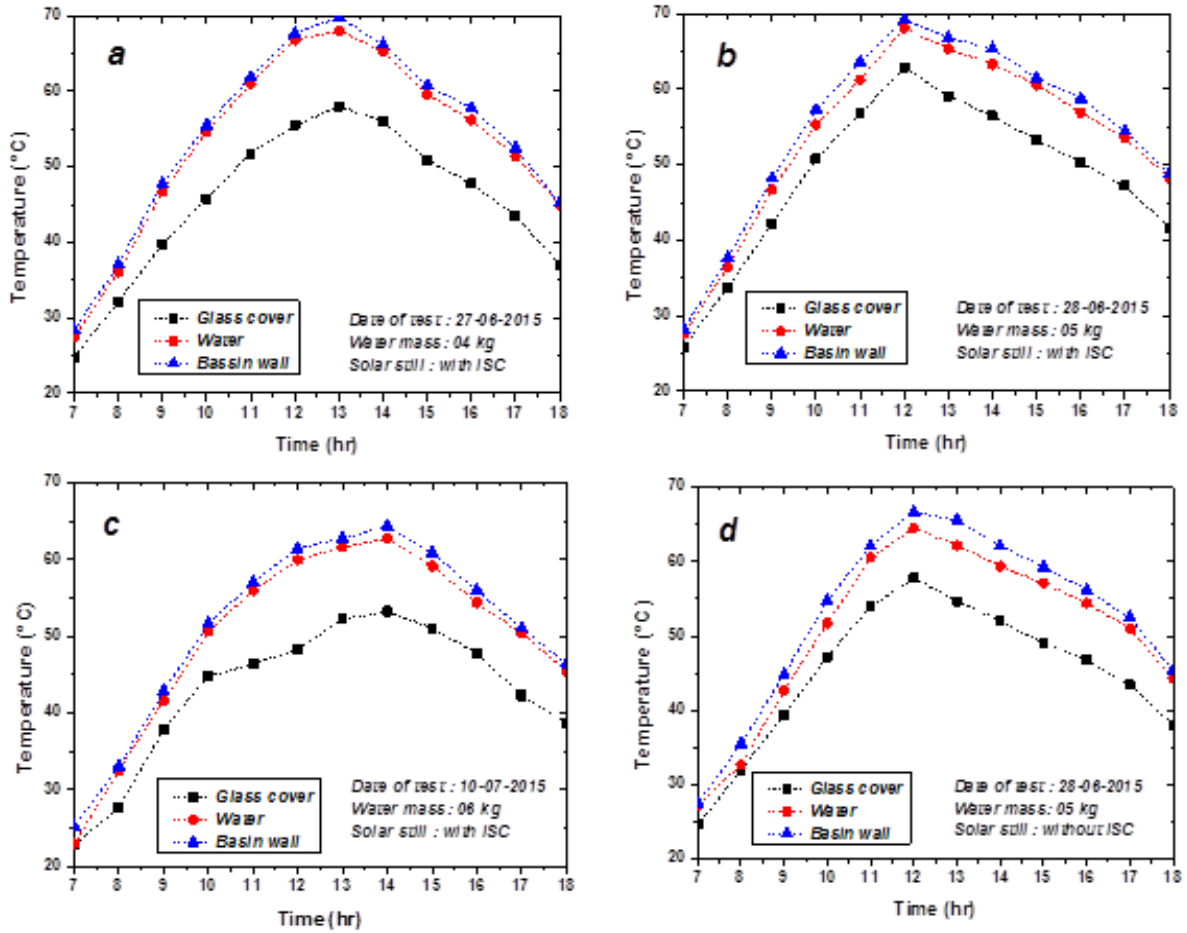 a
70
60
50
40
30
20
Temperature (°C)
Glass cover
Water
Bassin wall
Date of test : 27-06-2015
Water mass : 04 kg
Solar still : with ISC
7 8 9 10 11 12 13 14 15 16 17 18
Time (hr)
b
70
60
50
40
30
20
Temperature (°C)
Glass cover
Water
Basin wall
Date of test : 28-06-2015
Water mass : 05 kg
Solar still : with ISC
7 8 9 10 11 12 13 14 15 16 17 18
Time (hr)
c
70
60
50
40
30
20
Temperature (°C)
Glass cover
Water
Basin wall
Date of test : 10-07-2015
Water mass : 06 kg
Solar still : with ISC
7 8 9 10 11 12 13 14 15 16 17 18
Time (hr)
d
70
60
50
40
30
20
Temperature (°C)
Glass cover
Water
Basin wall
Date of test : 28-06-2015
Water mass : 05 kg
Solar still : without ISC
7 8 9 10 11 12 13 14 15 16 17 18
Time (hr)